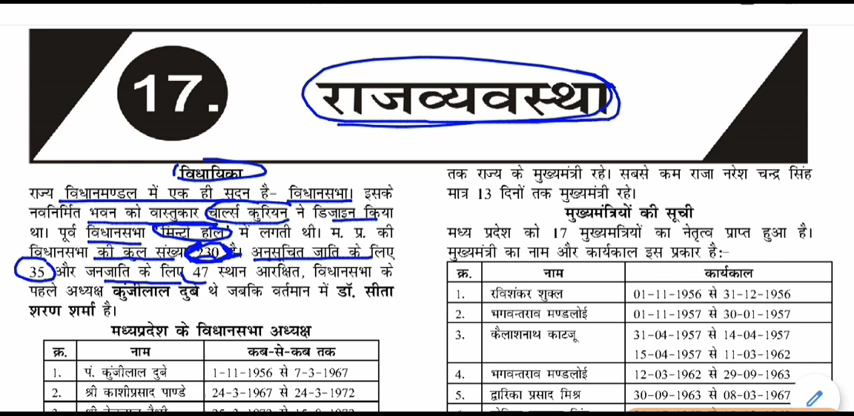 17.
राजव्यवस्था
विधायिका
राज्य विधानमण्डल में एक ही सदन है- विधानसभा। इसके
नवनिर्मित भवन को वास्तुकार चार्ल्स कुरियन ने डिजाइन किया
था। पूर्व विधानसभा मिन्टो हॉल में लगती थी। म. प्र. की
विधानसभा की कुल संख्या 230 है। अनुसूचित जाति के लिए
35 और जनजाति के लिए 47 स्थान आरक्षित, विधानसभा के
पहले अध्यक्ष कुंजीलाल दुबे थे जबकि वर्तमान में डॉ. सीता
शरण शर्मा है।
मध्यप्रदेश के विधानसभा अध्यक्ष
क्र. नाम कब-से-कब तक
1. पं. कुंजीलाल दुबे 1-11-1956 से 7-3-1967
2. श्री काशीप्रसाद पाण्डे 24-3-1967 से 24-3-1972
तक राज्य के मुख्यमंत्री रहे। सबसे कम राजा नरेश चन्द्र सिंह
मात्र 13 दिनों तक मुख्यमंत्री रहे।
मुख्यमंत्रियों की सूची
मध्य प्रदेश को 17 मुख्यमंत्रियों का नेतृत्व प्राप्त हुआ है।
मुख्यमंत्री का नाम और कार्यकाल इस प्रकार है:–
क्र. नाम कार्यकाल
1. रविशंकर शुक्ल 01-11-1956 से 31-12-1956
2. भगवन्तराव मण्डलोई 01-11-1957 से 30-01-1957
3. कैलाशनाथ काटजू 31-04-1957 से 14-04-1957
15-04-1957 से 11-03-1962
4. भगवन्तराव मण्डलोई 12-03-1962 से 29-09-1963
5. द्वारिका प्रसाद मिश्र 30-09-1963 से 08-03-1967